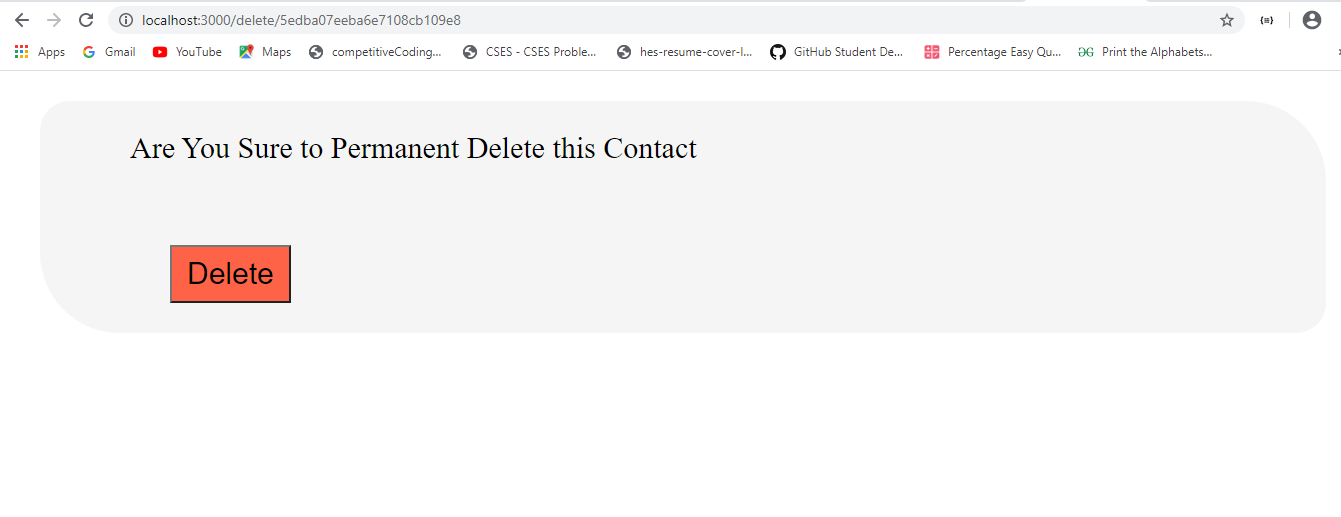 localhost:3000/delete/5edba07eeba6e7108cb109e8
Apps Gmail YouTube Maps competitiveCoding... CSES - CSES Proble... hes-resume-cover-l... GitHub Student De... Percentage Easy Qu... Print the Alphabets...
Are You Sure to Permanent Delete this Contact
Delete